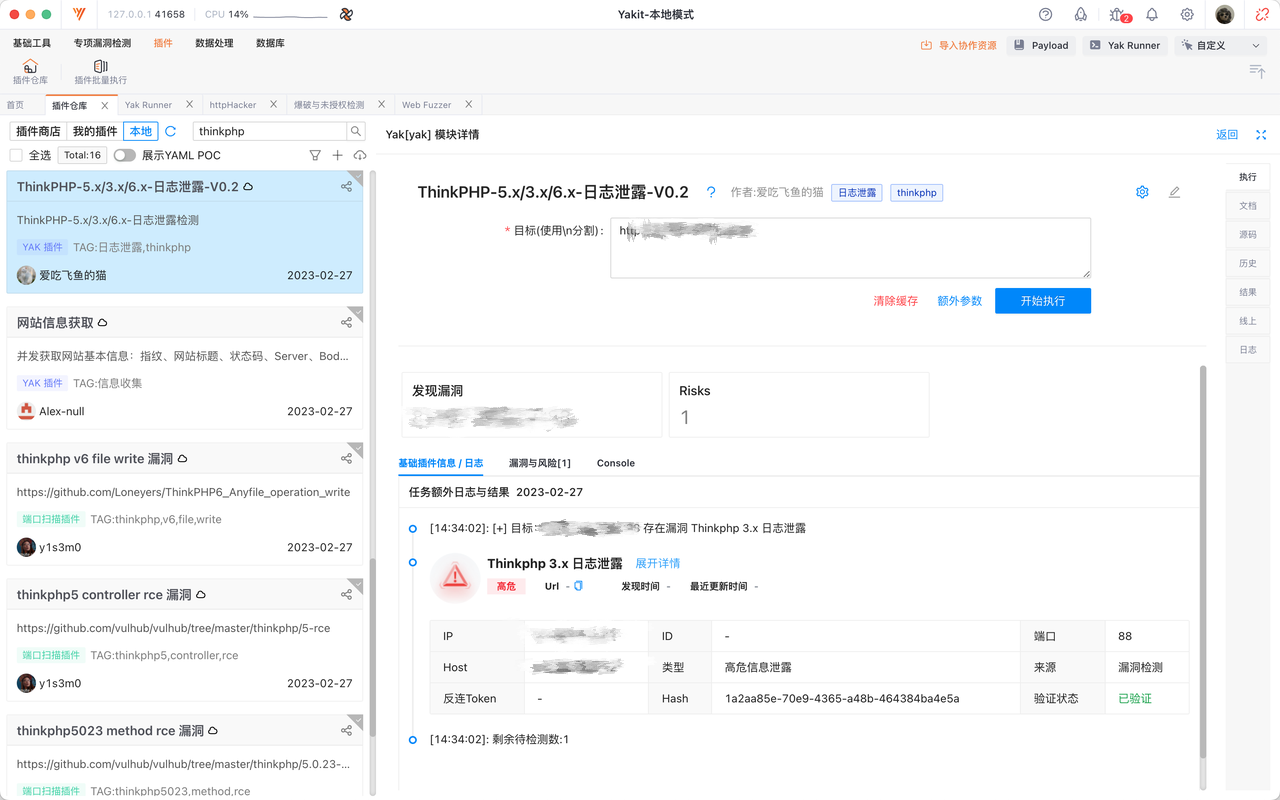 127.0.0.1 41658 CPU 14% Yakit-本地模式 2
基础工具 专项漏洞检测 插件 数据处理 数据库 导入协作资源 Payload Yak Runner 自定义
插件仓库 插件批量执行
首页 插件仓库 Yak Runner httpHacker 爆破与未授权检测 Web Fuzzer
插件商店 我的插件 本地 thinkphp
全选 Total:16 展示YAML POC
ThinkPHP-5.x/3.x/6.x-日志泄露-V0.2
ThinkPHP-5.x/3.x/6.x-日志泄露检测
YAK 插件 TAG:日志泄露,thinkphp
爱吃飞鱼的猫 2023-02-27
网站信息获取
并发获取网站基本信息：指纹、网站标题、状态码、Server、Bod...
YAK 插件 TAG:信息收集
Alex-null 2023-02-27
thinkphp v6 file write 漏洞
https://github.com/Loneyers/ThinkPHP6_Anyfile_operation_write
端口扫描插件 TAG:thinkphp,v6,file,write
y1s3m0 2023-02-27
thinkphp5 controller rce 漏洞
https://github.com/vulhub/vulhub/tree/master/thinkphp/5-rce
端口扫描插件 TAG:thinkphp5,controller,rce
y1s3m0 2023-02-27
thinkphp5023 method rce 漏洞
https://github.com/vulhub/vulhub/tree/master/thinkphp/5.0.23-...
端口扫描插件 TAG:thinkphp5023,method,rce
Yak[yak] 模块详情 返回
ThinkPHP-5.x/3.x/6.x-日志泄露-V0.2 ? 作者:爱吃飞鱼的猫 日志泄露 thinkphp
* 目标(使用\n分割)： http
清除缓存 额外参数 开始执行
执行
文档
源码
历史
结果
线上
日志
发现漏洞 Risks
1
基础插件信息 / 日志 漏洞与风险[1] Console
任务额外日志与结果 2023-02-27
[14:34:02]: [+] 目标: 存在漏洞 Thinkphp 3.x 日志泄露
Thinkphp 3.x 日志泄露 展开详情
高危 Url - 发现时间 - 最近更新时间 -
IP ID - 端口 88
Host 类型 高危信息泄露 来源 漏洞检测
反连Token - Hash 1a2aa85e-70e9-4365-a48b-464384ba4e5a 验证状态 已验证
[14:34:02]: 剩余待检测数:1